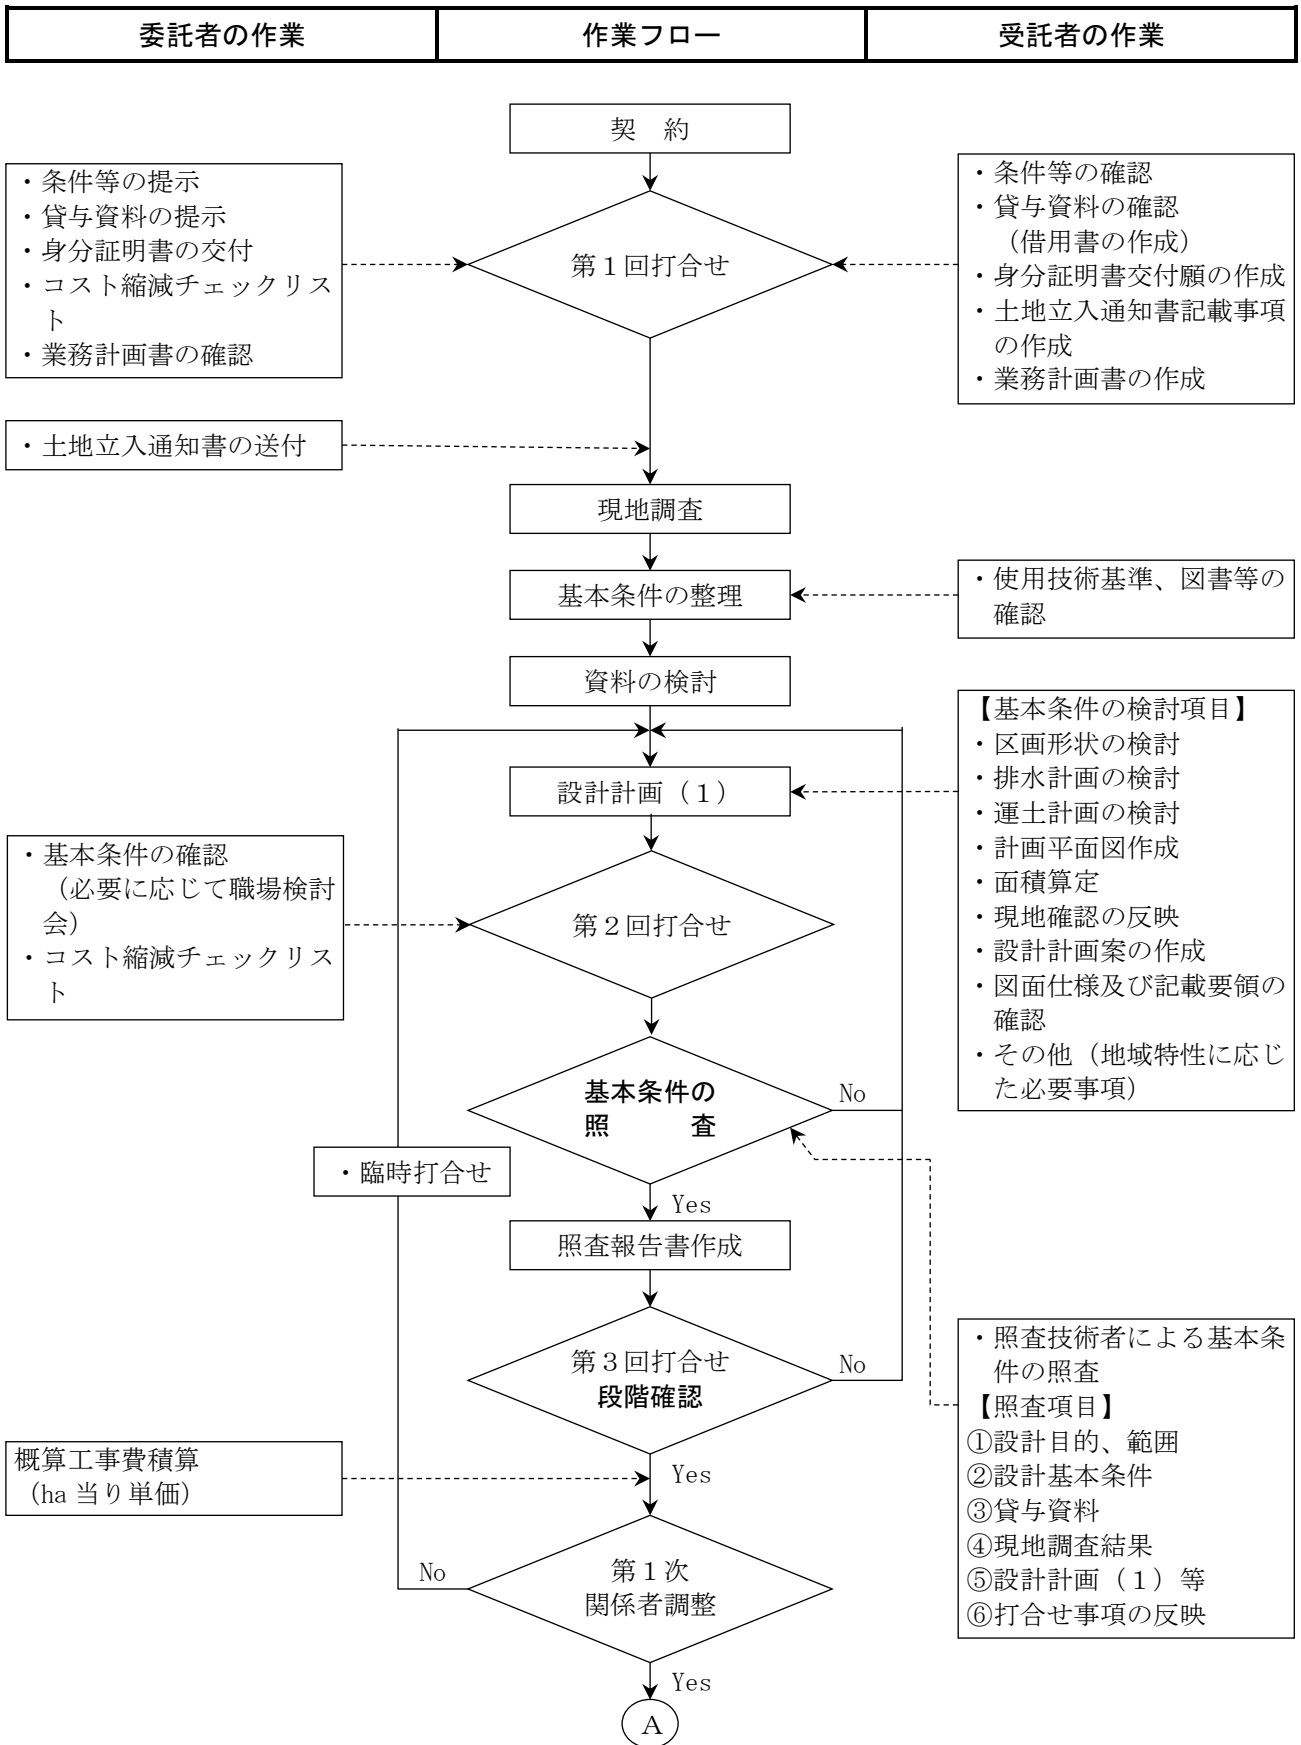 委託者の作業
作業フロー
受託者の作業
契　約
・条件等の提示
・貸与資料の提示
・身分証明書の交付
・コスト縮減チェックリス
ト
・業務計画書の確認
第１回打合せ
・条件等の確認
・貸与資料の確認
（借用書の作成）
・身分証明書交付願の作成
・土地立入通知書記載事項
の作成
・業務計画書の作成
・土地立入通知書の送付
現地調査
基本条件の整理
・使用技術基準、図書等の
確認
資料の検討
設計計画（１）
【基本条件の検討項目】
・区画形状の検討
・排水計画の検討
・運土計画の検討
・計画平面図作成
・面積算定
・現地確認の反映
・設計計画案の作成
・図面仕様及び記載要領の
確認
・その他（地域特性に応じ
た必要事項）
・基本条件の確認
（必要に応じて職場検討
会）
・コスト縮減チェックリス
ト
第２回打合せ
基本条件の
照　　　査
No
・臨時打合せ
Yes
照査報告書作成
第３回打合せ
段階確認
No
・照査技術者による基本条
件の照査
【照査項目】
①設計目的、範囲
②設計基本条件
③貸与資料
④現地調査結果
⑤設計計画（１）等
⑥打合せ事項の反映
概算工事費積算
（ha 当り単価）
Yes
第１次
関係者調整
No
Yes
A